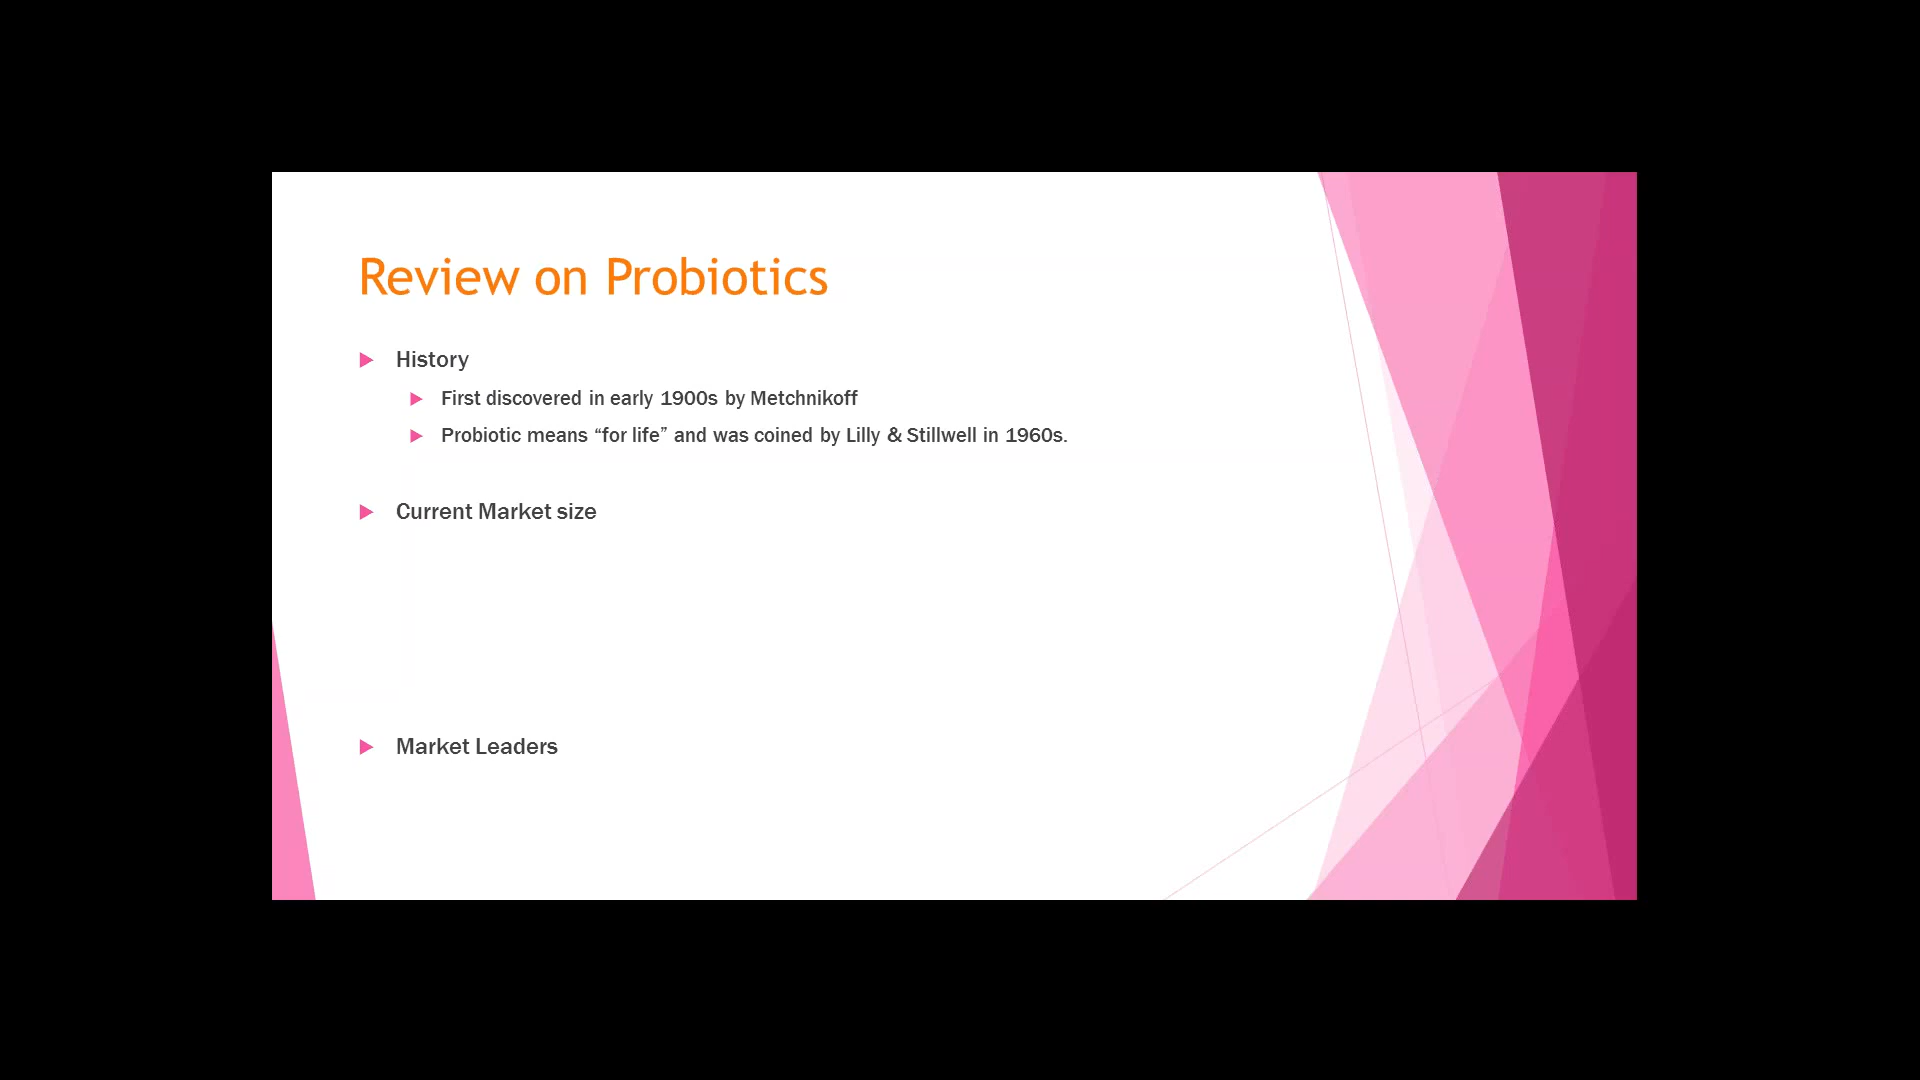 Review on Probiotics
History
First discovered in early 1900s by Metchnikoff
Probiotic means “for life” and was coined by Lilly & Stillwell in 1960s.
Current Market size
Market Leaders